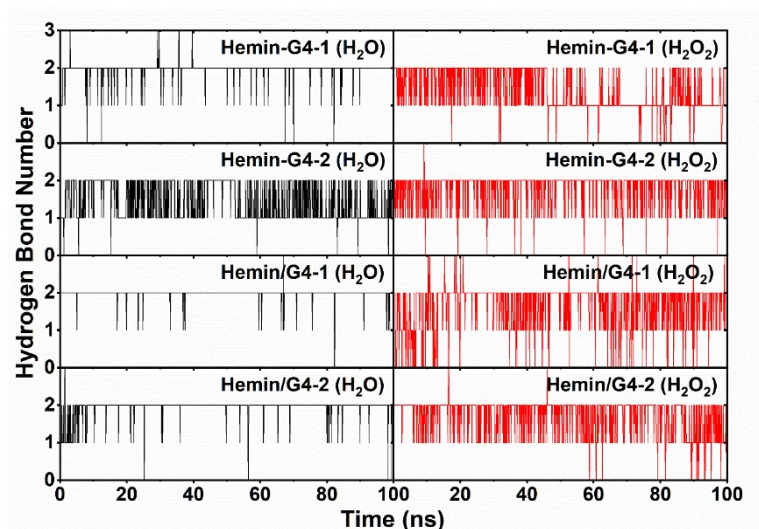 Hydrogen Bond Number
3
2
1
0
Hemin-G4-1 (H₂O)
Hemin-G4-1 (H₂O₂)
2
1
0
Hemin-G4-2 (H₂O)
Hemin-G4-2 (H₂O₂)
2
1
0
Hemin/G4-1 (H₂O)
Hemin/G4-1 (H₂O₂)
2
1
0
Hemin/G4-2 (H₂O)
Hemin/G4-2 (H₂O₂)
0 20 40 60 80 100 20 40 60 80 100
Time (ns)